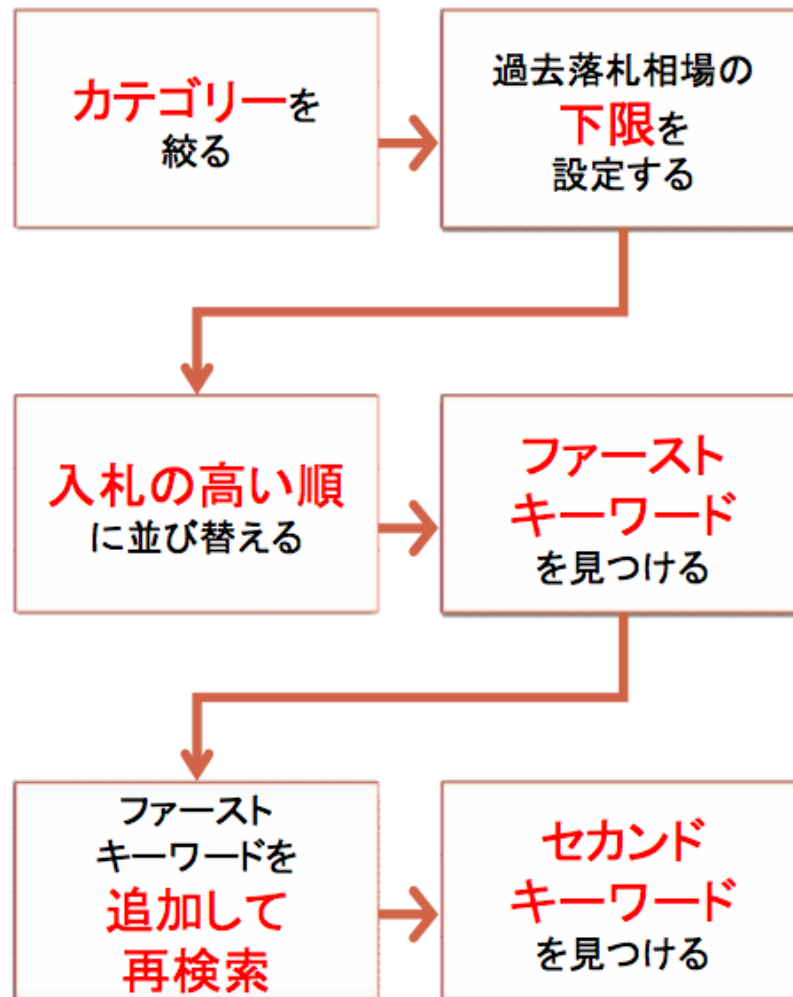 カテゴリーを
絞る
過去落札相場の
下限を
設定する
入札の高い順
に並び替える
ファースト
キーワード
を見つける
ファースト
キーワードを
追加して
再検索
セカンド
キーワード
を見つける